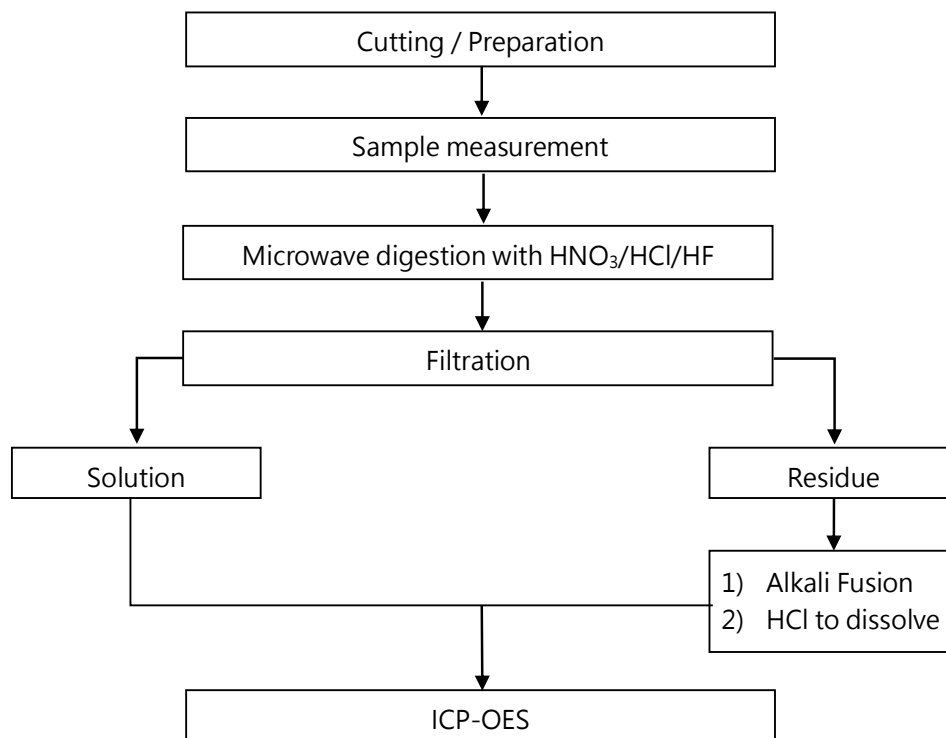 Cutting / Preparation
Sample measurement
Microwave digestion with HNO₃/HCl/HF
Filtration
Solution
Residue
1) Alkali Fusion
2) HCl to dissolve
ICP-OES